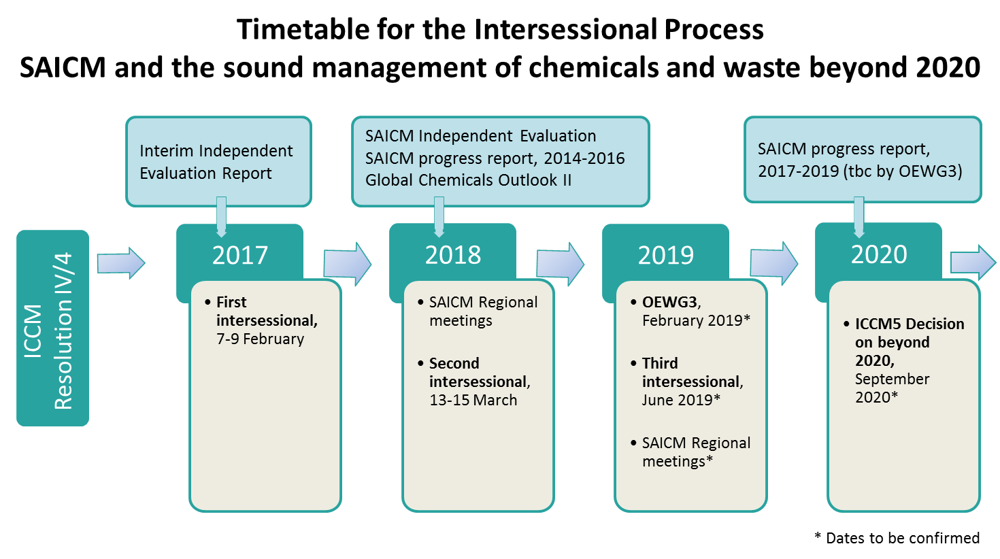 Timetable for the Intersessional Process
SAICM and the sound management of chemicals and waste beyond 2020
Interim Independent
Evaluation Report
SAICM Independent Evaluation
SAICM progress report, 2014-2016
Global Chemicals Outlook II
SAICM progress report,
2017-2019 (tbc by OEWG3)
ICCM
Resolution IV/4
2017
• First
intersessional,
7-9 February
2018
• SAICM Regional
meetings
• Second
intersessional,
13-15 March
2019
• OEWG3,
February 2019*
• Third
intersessional,
June 2019*
• SAICM Regional
meetings*
2020
• ICCM5 Decision
on beyond
2020,
September
2020*
* Dates to be confirmed